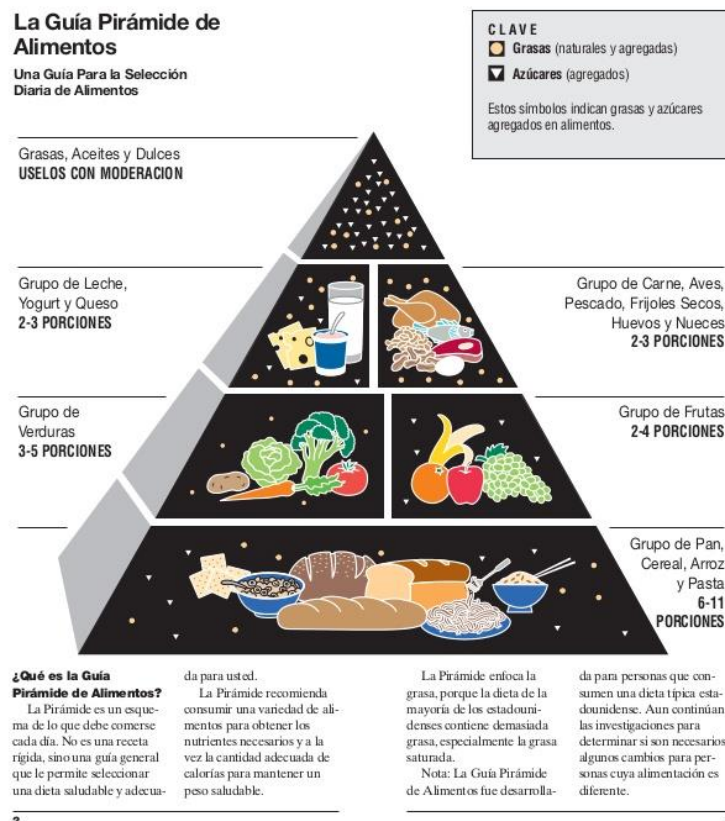 La Guía Pirámide de
Alimentos
Una Guía Para la Selección
Diaria de Alimentos
CLAVE
Grasas (naturales y agregadas)
Azúcares (agregados)
Estos símbolos indican grasas y azúcares
agregados en alimentos.
Grasas, Aceites y Dulces
USELOS CON MODERACION
Grupo de Leche,
Yogurt y Queso
2-3 PORCIONES
Grupo de Carne, Aves,
Pescado, Frijoles Secos,
Huevos y Nueces
2-3 PORCIONES
Grupo de
Verduras
3-5 PORCIONES
Grupo de Frutas
2-4 PORCIONES
Grupo de Pan,
Cereal, Arroz
y Pasta
6-11
PORCIONES
¿Qué es la Guía
Pirámide de Alimentos?
La Pirámide es un esque-
ma de lo que debe comerse
cada día. No es una receta
rígida, sino una guía general
que le permite seleccionar
una dieta saludable y adecua-
da para usted.
La Pirámide recomienda
consumir una variedad de ali-
mentos para obtener los
nutrientes necesarios y a la
vez la cantidad adecuada de
calorías para mantener un
peso saludable.
La Pirámide enfoca la
grasa, porque la dieta de la
mayoría de los estadouni-
denses contiene demasiada
grasa, especialmente la grasa
saturada.
Nota: La Guía Pirámide
de Alimentos fue desarrolla-
da para personas que con-
sumen una dieta típica esta-
dounidense. Aun continúan
las investigaciones para
determinar si son necesarios
algunos cambios para per-
sonas cuya alimentación es
diferente.